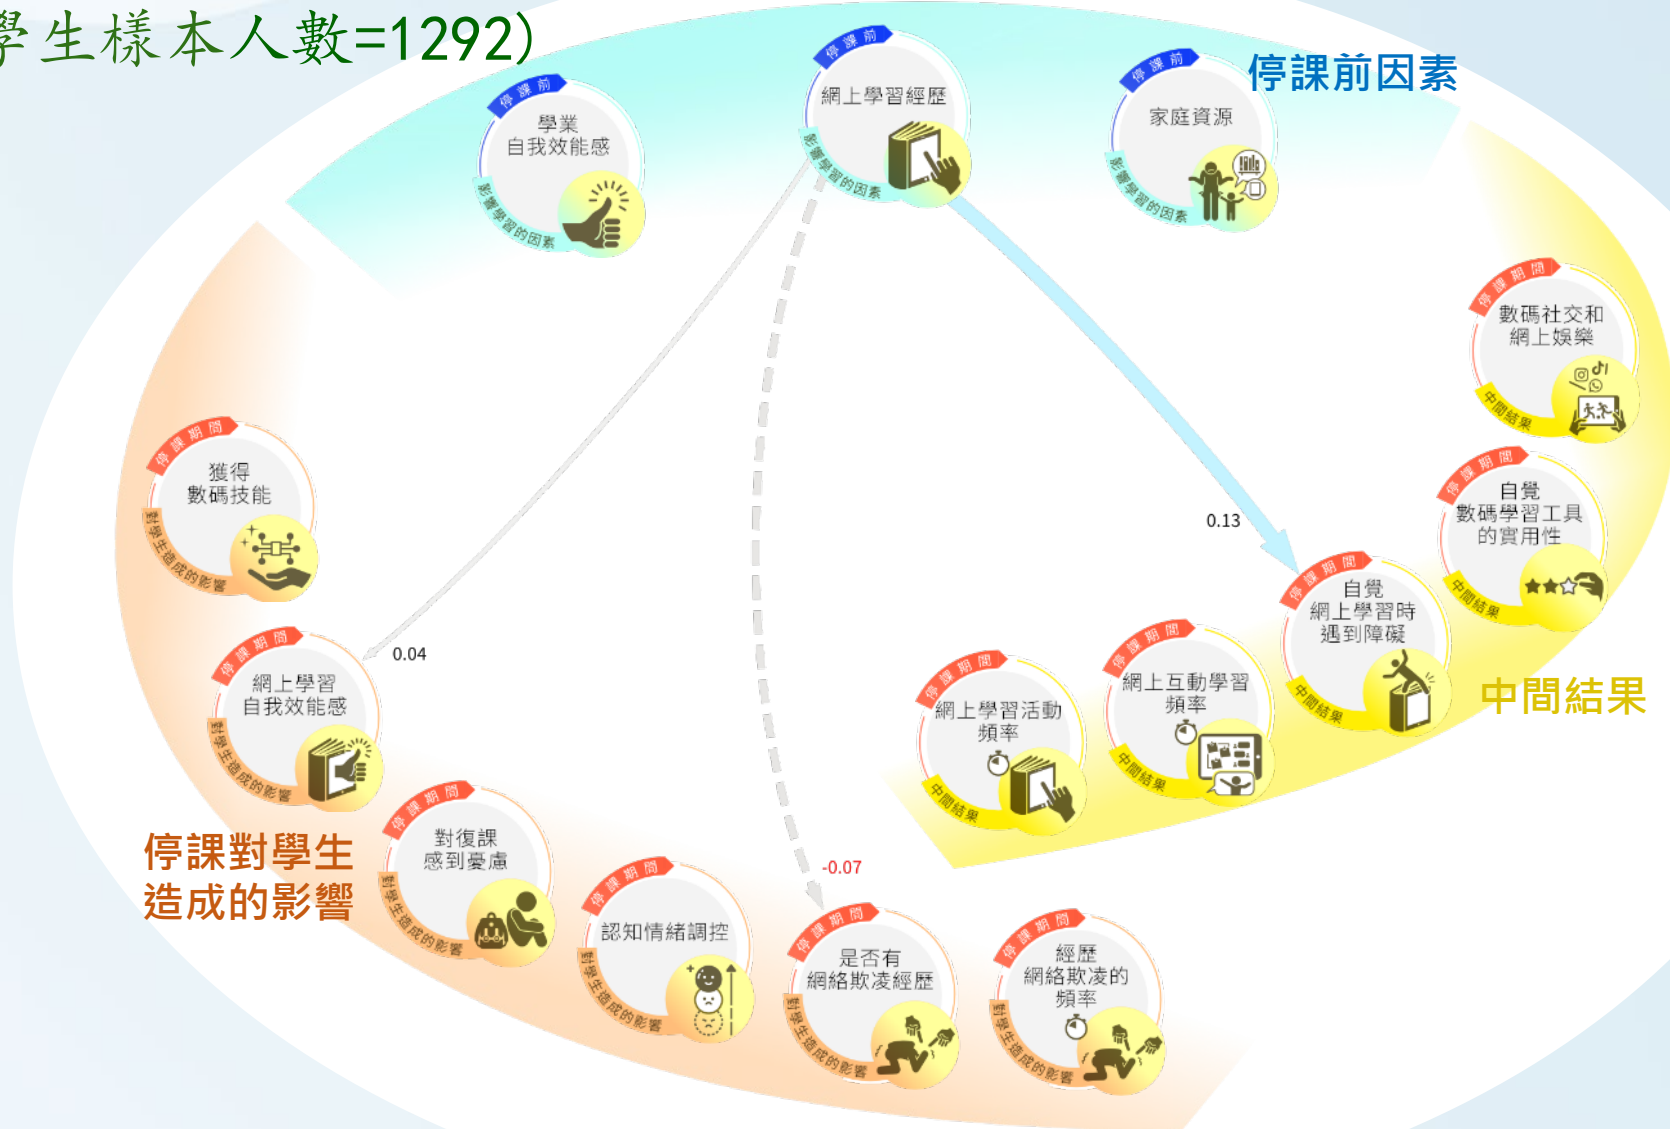 學生樣本人數=1292)
停課前因素
停課前
學業
自我效能感
影響學習的因素
停課前
網上學習經歷
影響學習的因素
停課前
家庭資源
影響學習的因素
停課期間
數碼社交和
網上娛樂
中間結果
停課期間
自覺
數碼學習工具
的實用性
中間結果
0.13
停課期間
自覺
網上學習時
遇到障礙
中間結果
停課期間
網上互動學習
頻率
中間結果
停課期間
網上學習活動
頻率
中間結果
中間結果
停課期間
獲得
數碼技能
對學生造成的影響
0.04
停課期間
網上學習
自我效能感
對學生造成的影響
停課對學生
造成的影響
停課期間
對復課
感到憂慮
對學生造成的影響
停課期間
認知情緒調控
對學生造成的影響
-0.07
停課期間
是否有
網絡欺凌經歷
對學生造成的影響
停課期間
經歷
網絡欺凌的
頻率
對學生造成的影響